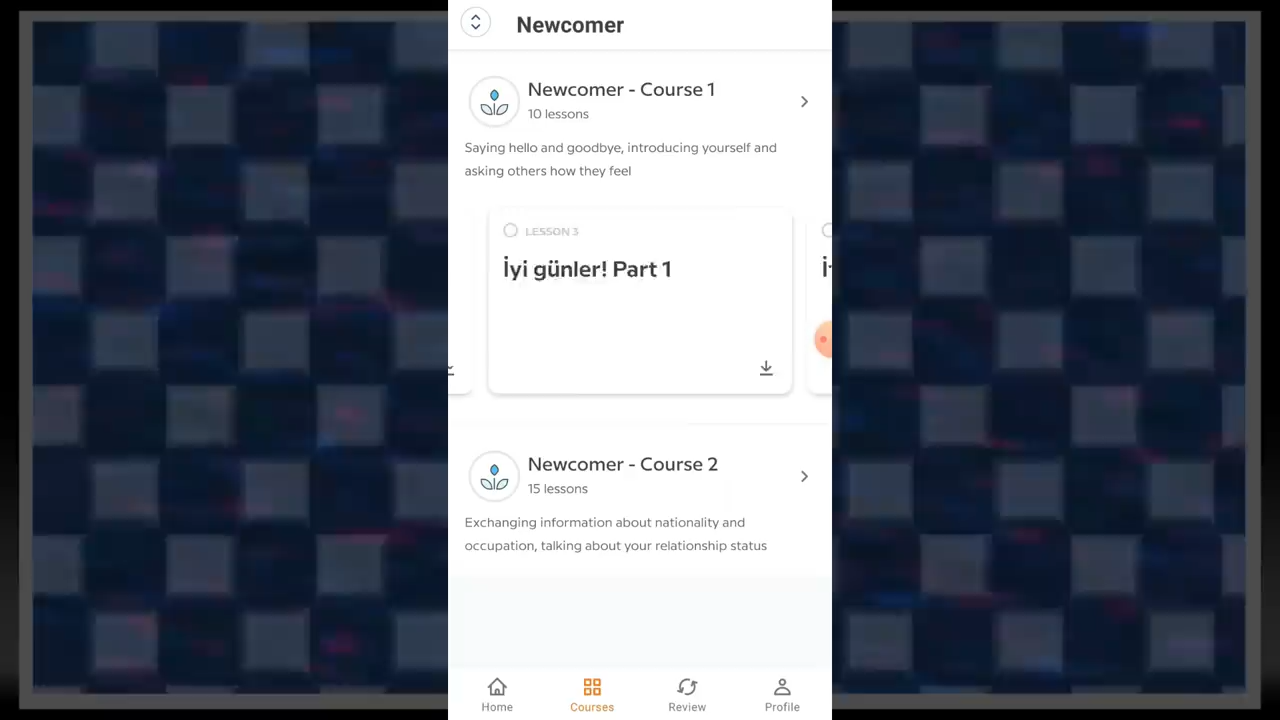 Newcomer
Newcomer - Course 1
10 lessons
Saying hello and goodbye, introducing yourself and
asking others how they feel
LESSON 3
İyi günler! Part 1
Newcomer - Course 2
15 lessons
Exchanging information about nationality and
occupation, talking about your relationship status
Home
Courses
Review
Profile